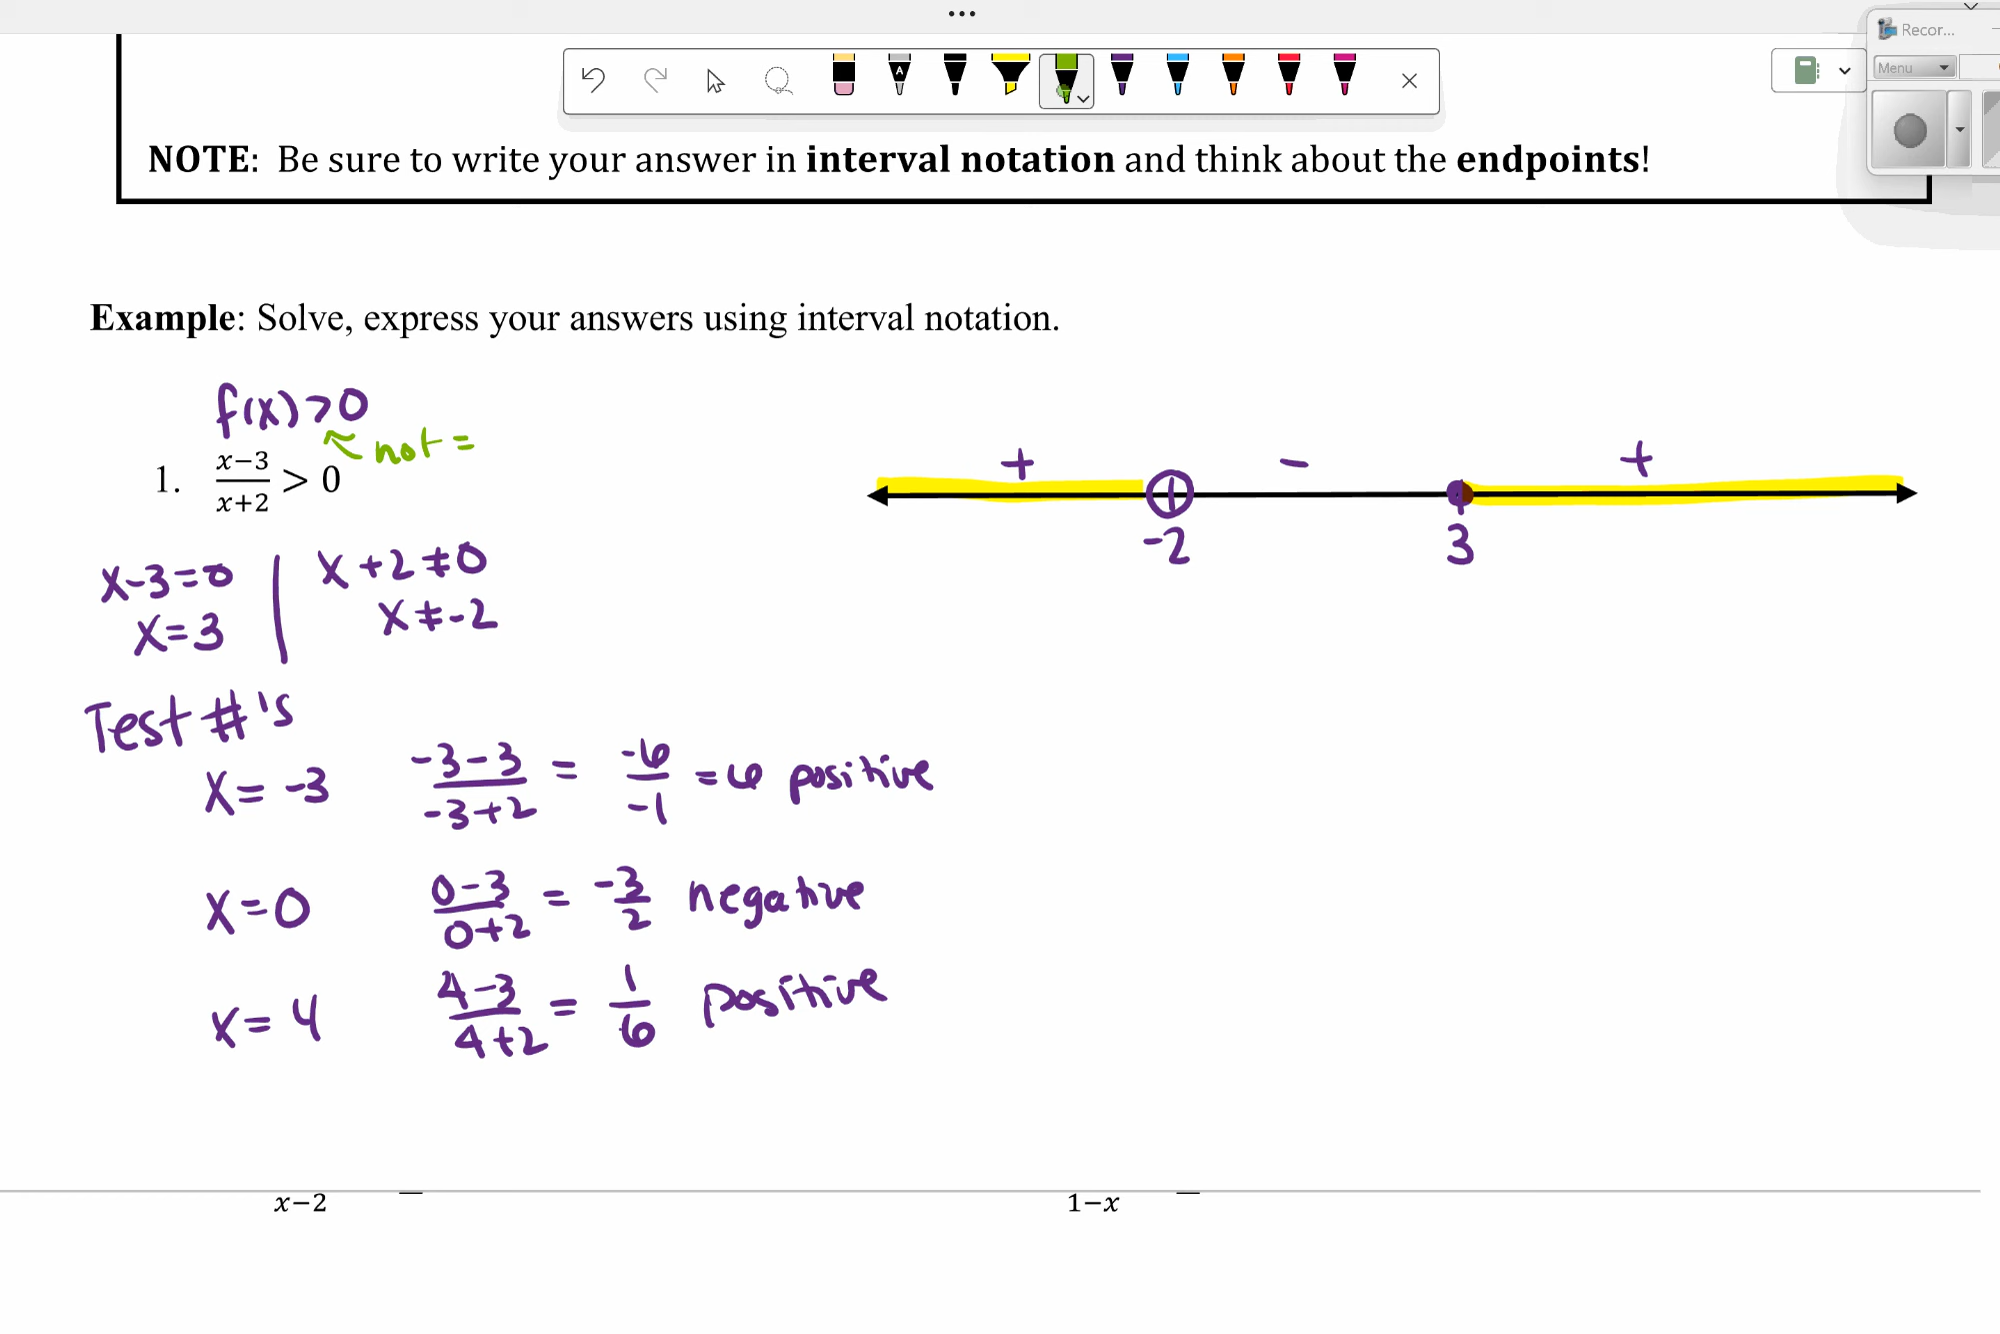 Recor...
Menu
A
NOTE: Be sure to write your answer in interval notation and think about the endpoints!
Example: Solve, express your answers using interval notation.
f(x) > 0
not =
1. x−3/x+2 > 0
+ − +
-2 3
x-3=0 | x+2≠0
x=3 | x≠-2
Test #'s
x= -3 -3-3/-3+2 = -6/-1 = 6 positive
x=0 0-3/0+2 = -3/2 negative
x=4 4-3/4+2 = 1/6 positive
x−2 1−x